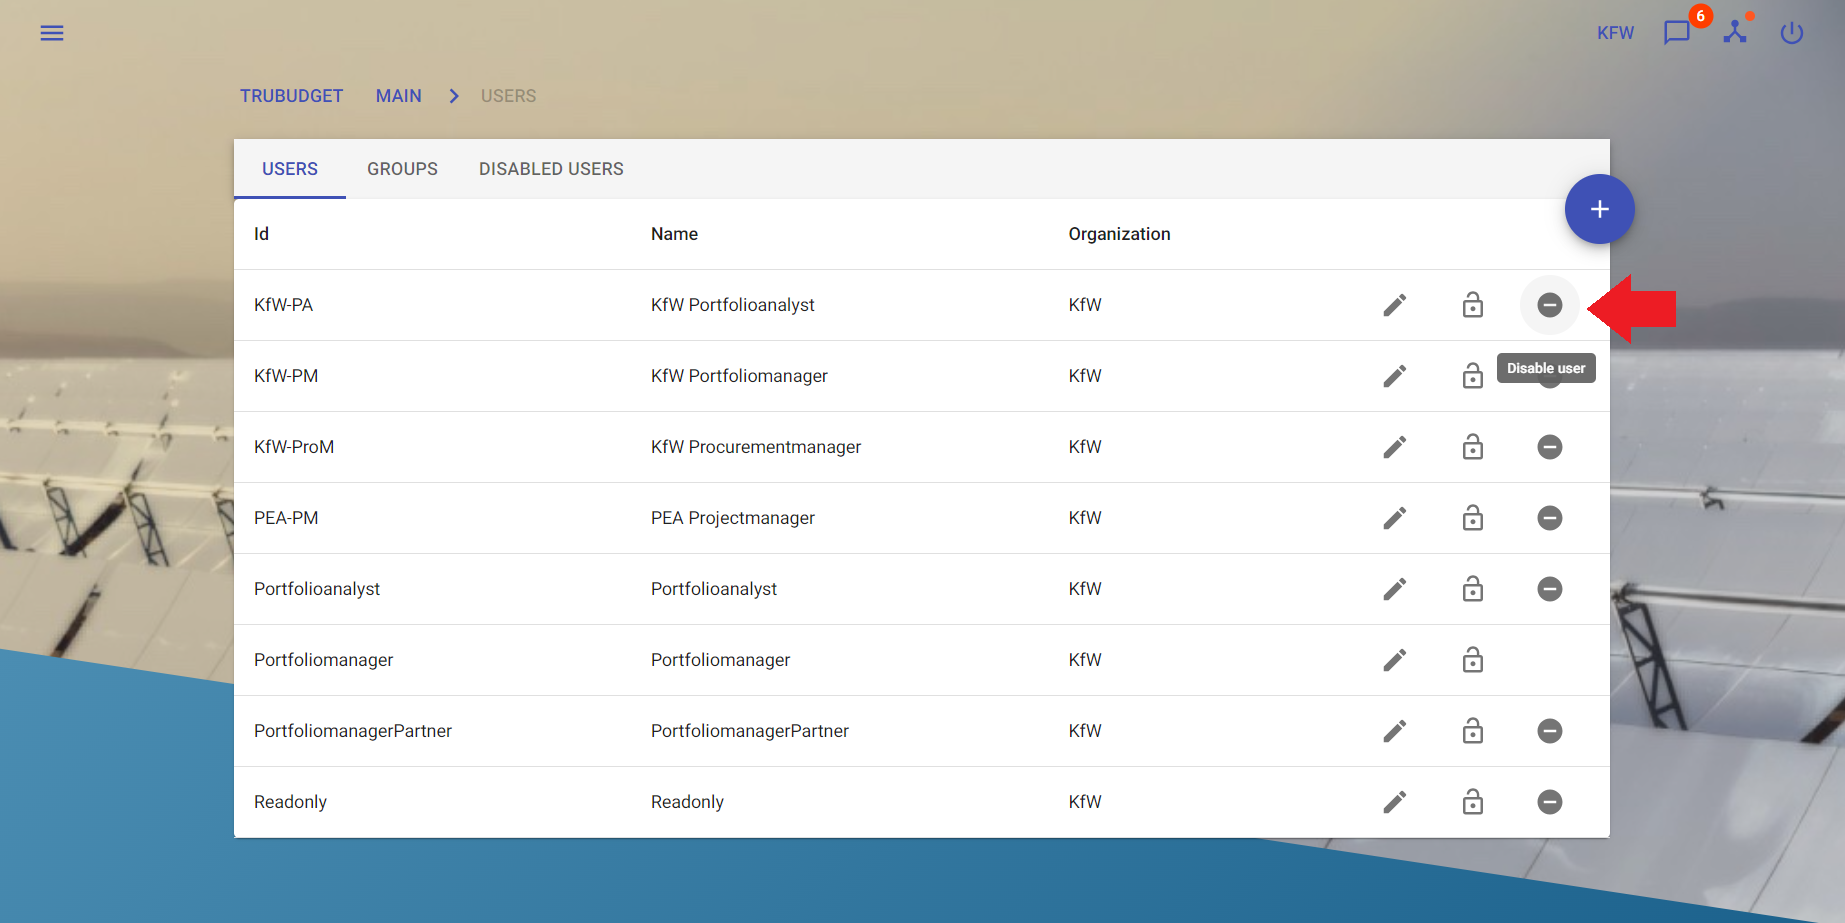 KFW 6
TRUBUDGET MAIN USERS
USERS GROUPS DISABLED USERS
Id Name Organization
KfW-PA KfW Portfolioanalyst KfW
Disable user
KfW-PM KfW Portfoliomanager KfW
KfW-ProM KfW Procurementmanager KfW
PEA-PM PEA Projectmanager KfW
Portfolioanalyst Portfolioanalyst KfW
Portfoliomanager Portfoliomanager KfW
PortfoliomanagerPartner PortfoliomanagerPartner KfW
Readonly Readonly KfW